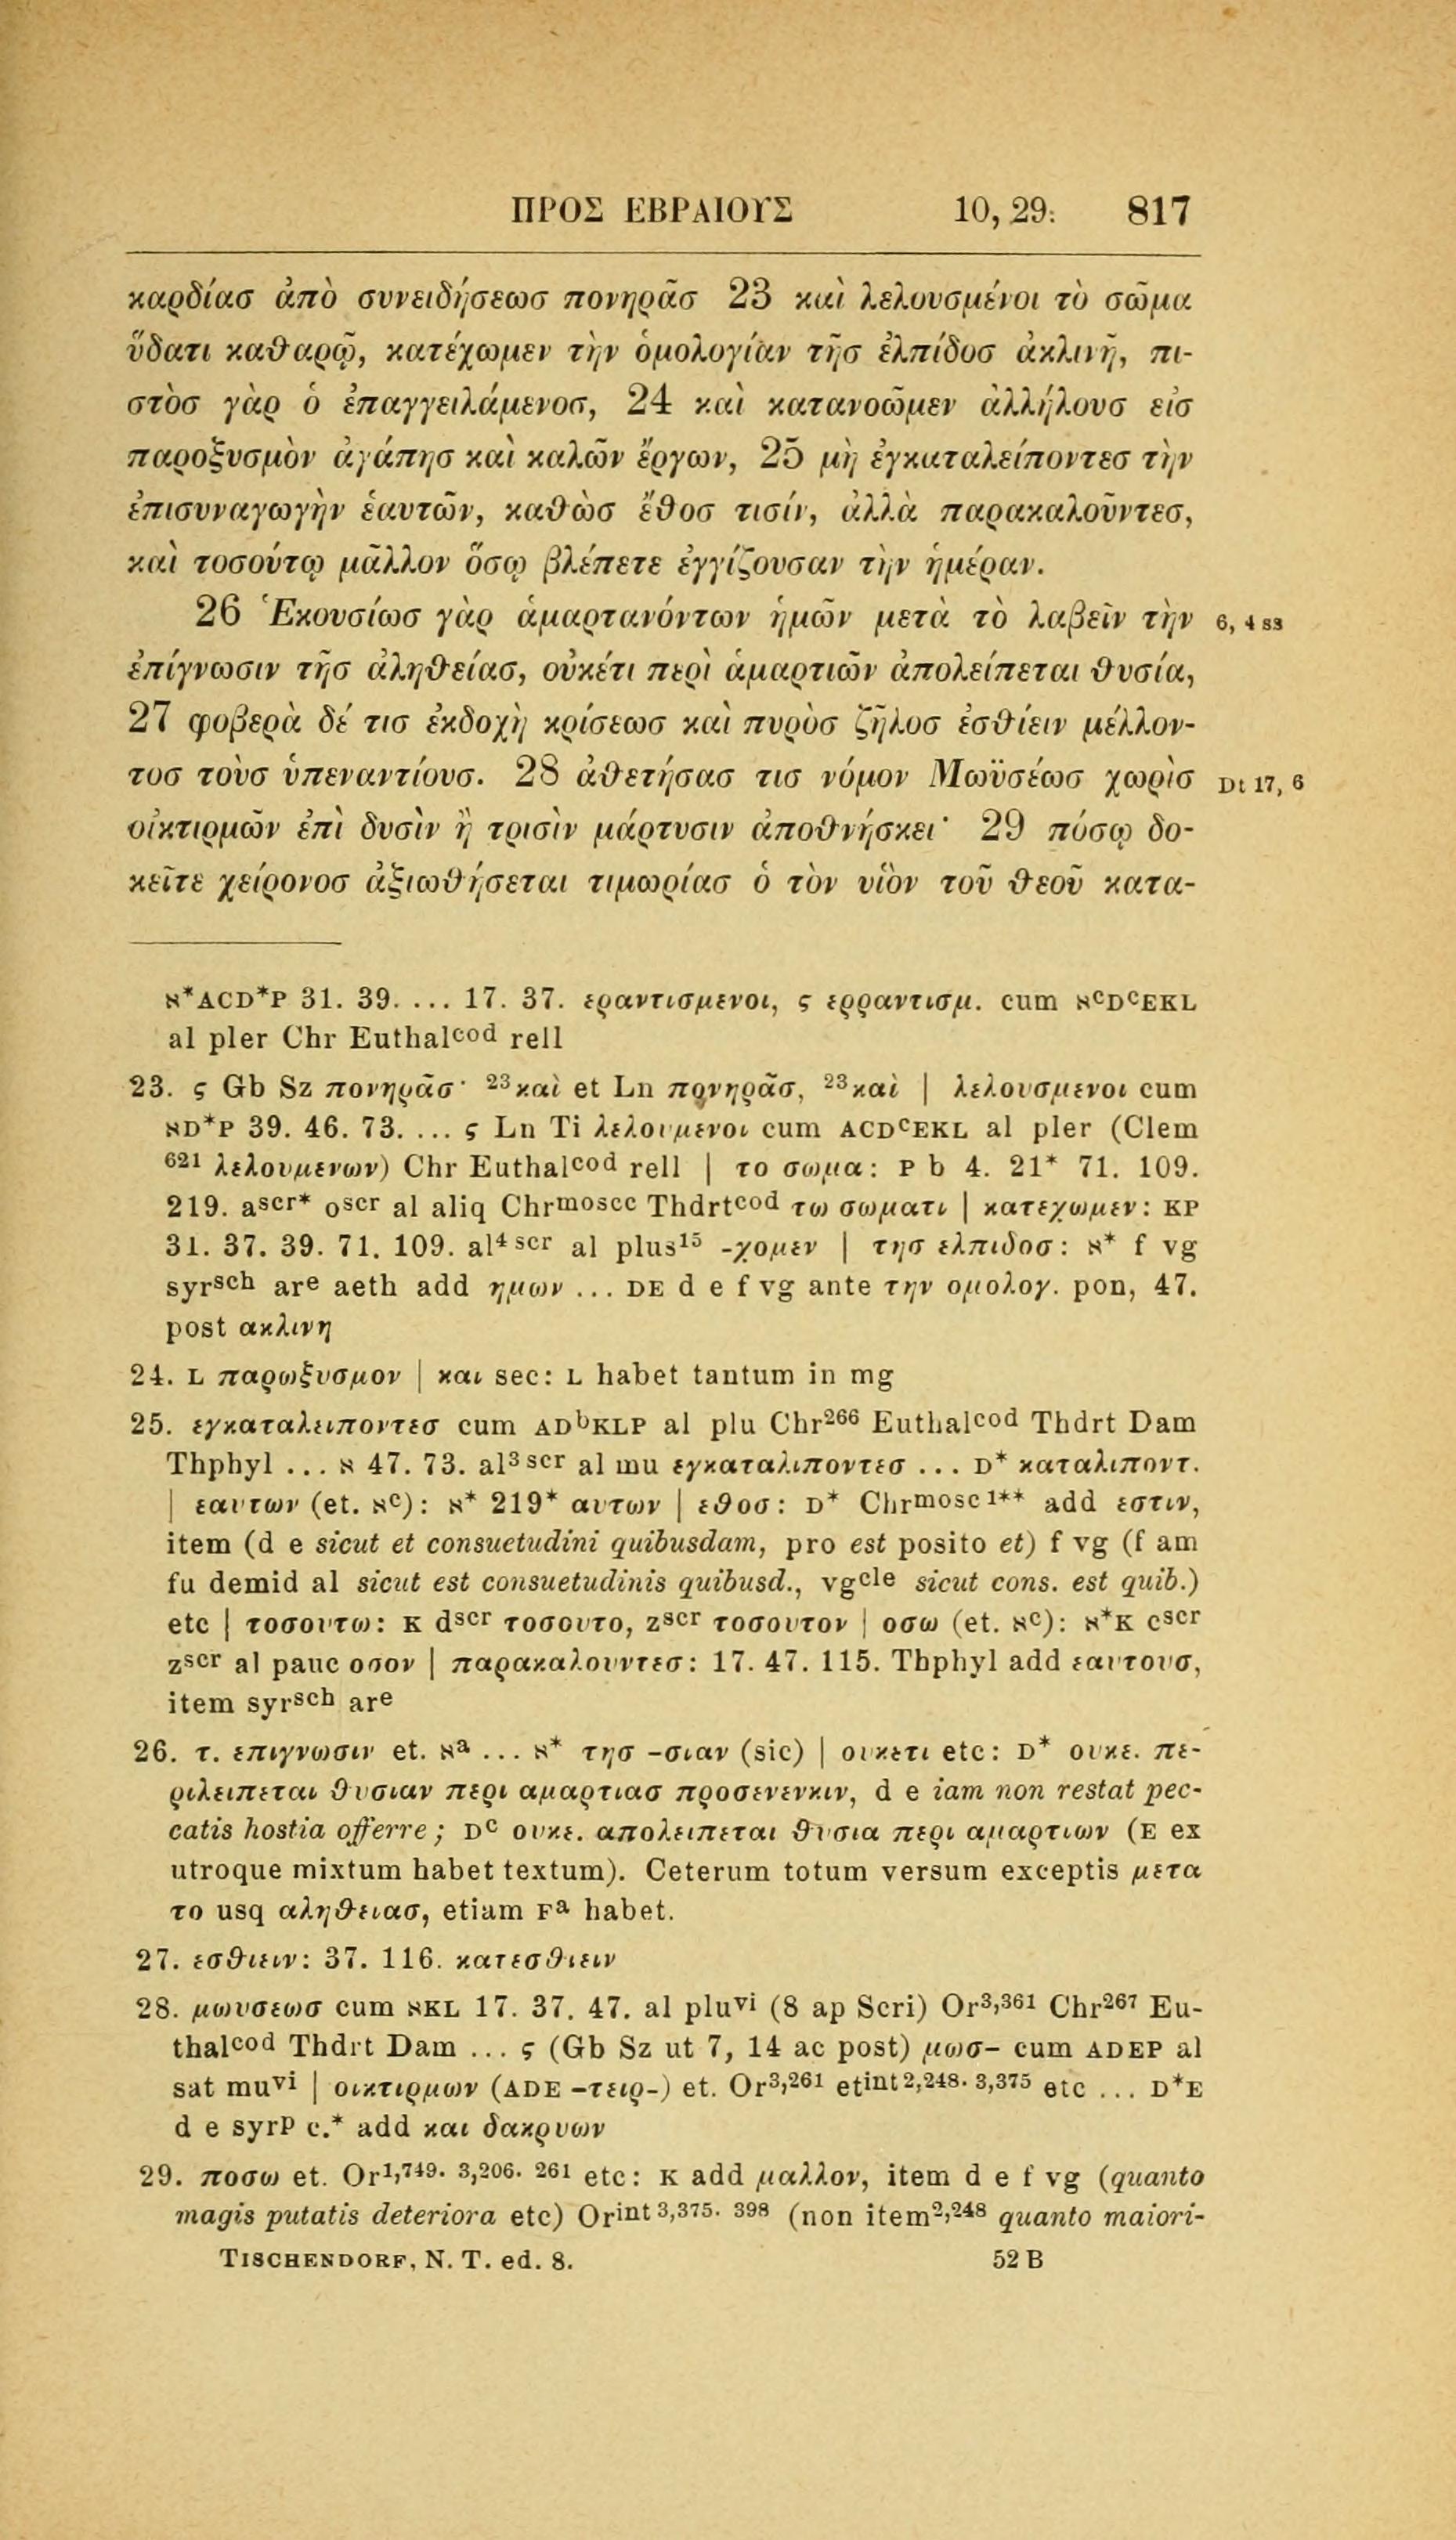 ΠΡΟΣ ΕΒΡΑΙΟΥΣ 10, 29. 817
καρδίασ ἀπὸ συνειδήσεωσ πονηρᾶσ 23 καὶ λελουσμένοι τὸ σῶμα
ὕδατι καθαρῷ, κατέχωμεν τὴν ὁμολογίαν τῆσ ἐλπίδοσ ἀκλινῆ, πι-
στὸσ γὰρ ὁ ἐπαγγειλάμενοσ, 24 καὶ κατανοῶμεν ἀλλήλουσ εἰσ
παροξυσμὸν ἀγάπησ καὶ καλῶν ἔργων, 25 μὴ ἐγκαταλείποντεσ τὴν
ἐπισυναγωγὴν ἑαυτῶν, καθὼσ ἔθοσ τισίν, ἀλλὰ παρακαλοῦντεσ,
καὶ τοσούτῳ μᾶλλον ὅσῳ βλέπετε ἐγγίζουσαν τὴν ἡμέραν.
26 Ἑκουσίωσ γὰρ ἁμαρτανόντων ἡμῶν μετὰ τὸ λαβεῖν τὴν 6, 4 ss
ἐπίγνωσιν τῆσ ἀληθείασ, οὐκέτι περὶ ἁμαρτιῶν ἀπολείπεται θυσία,
27 φοβερὰ δέ τισ ἐκδοχὴ κρίσεωσ καὶ πυρὸσ ζῆλοσ ἐσθίειν μέλλον-
τοσ τοὺσ ὑπεναντίουσ. 28 ἀθετήσασ τισ νόμον Μωϋσέωσ χωρὶσ Dt 17, 6
οἰκτιρμῶν ἐπὶ δυσὶν ἢ τρισὶν μάρτυσιν ἀποθνήσκει· 29 πόσῳ δο-
κεῖτε χείρονοσ ἀξιωθήσεται τιμωρίασ ὁ τὸν υἱὸν τοῦ θεοῦ κατα-
ℵ*ACD*P 31. 39. ... 17. 37. εραντισμενοι, ς ερραντισμ. cum ℵcDcEKL
al pler Chr Euthalcod rell
23. ς Gb Sz πονηρᾶσ· 23καὶ et Ln πονηρᾶσ, 23καὶ | λελουσμενοι cum
ℵD*P 39. 46. 73. ... ς Ln Ti λελουμενοι cum ACDcEKL al pler (Clem
621 λελουμενων) Chr Euthalcod rell | το σωμα: P b 4. 21* 71. 109.
219. ascr* oscr al aliq Chrmoscc Thdrtcod τω σωματι | κατεχωμεν: KP
31. 37. 39. 71. 109. al4 scr al plus15 -χομεν | τησ ελπιδοσ: ℵ* f vg
syrsch are aeth add ημων ... DE d e f vg ante την ομολογ. pon, 47.
post ακλινη
24. L παρωξυσμον | και sec: L habet tantum in mg
25. εγκαταλειποντεσ cum ADbKLP al plu Chr266 Euthalcod Thdrt Dam
Thphyl ... ℵ 47. 73. al3 scr al mu εγκαταλιποντεσ ... D* καταλιποντ.
| εαυτων (et. ℵc): ℵ* 219* αυτων | εθοσ: D* Chrmosc 1** add εστιν,
item (d e sicut et consuetudini quibusdam, pro est posito et) f vg (f am
fu demid al sicut est consuetudinis quibusd., vgcle sicut cons. est quib.)
etc | τοσουτω: K dscr τοσουτο, zscr τοσουτον | οσω (et. ℵc): ℵ*K cscr
zscr al pauc οσον | παρακαλουντεσ: 17. 47. 115. Thphyl add εαυτουσ,
item syrsch are
26. τ. επιγνωσιν et. ℵa ... ℵ* τησ -σιαν (sic) | ουκετι etc: D* ουκε. πε-
ριλειπεται θυσιαν περι αμαρτιασ προσενενκιν, d e iam non restat pec-
catis hostia offerre; Dc ουκε. απολειπεται θυσια περι αμαρτιων (E ex
utroque mixtum habet textum). Ceterum totum versum exceptis μετα
το usq αληθειασ, etiam Fa habet.
27. εσθιειν: 37. 116. κατεσθιειν
28. μωυσεωσ cum ℵKL 17. 37. 47. al pluvi (8 ap Scri) Or3,361 Chr267 Eu-
thalcod Thdrt Dam ... ς (Gb Sz ut 7, 14 ac post) μωσ- cum ADEP al
sat muvi | οικτιρμων (ADE -τειρ-) et. Or3,261 etint 2,248. 3,375 etc ... D*E
d e syrp c.* add και δακρυων
29. ποσω et. Or1,749. 3,206. 261 etc: K add μαλλον, item d e f vg (quanto
magis putatis deteriora etc) Orint 3,375. 398 (non item2,248 quanto maiori-
TISCHENDORF, N. T. ed. 8. 52 B